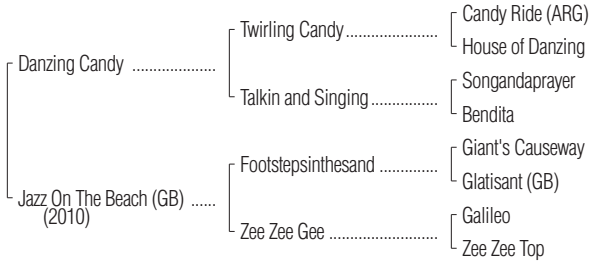 Candy Ride (ARG)
Twirling Candy.......................
House of Danzing
Danzing Candy ....................
Songandaprayer
Talkin and Singing................
Bendita
Giant's Causeway
Footstepsinthesand ..............
Glatisant (GB)
Jazz On The Beach (GB) ......
(2010)
Galileo
Zee Zee Gee ..........................
Zee Zee Top